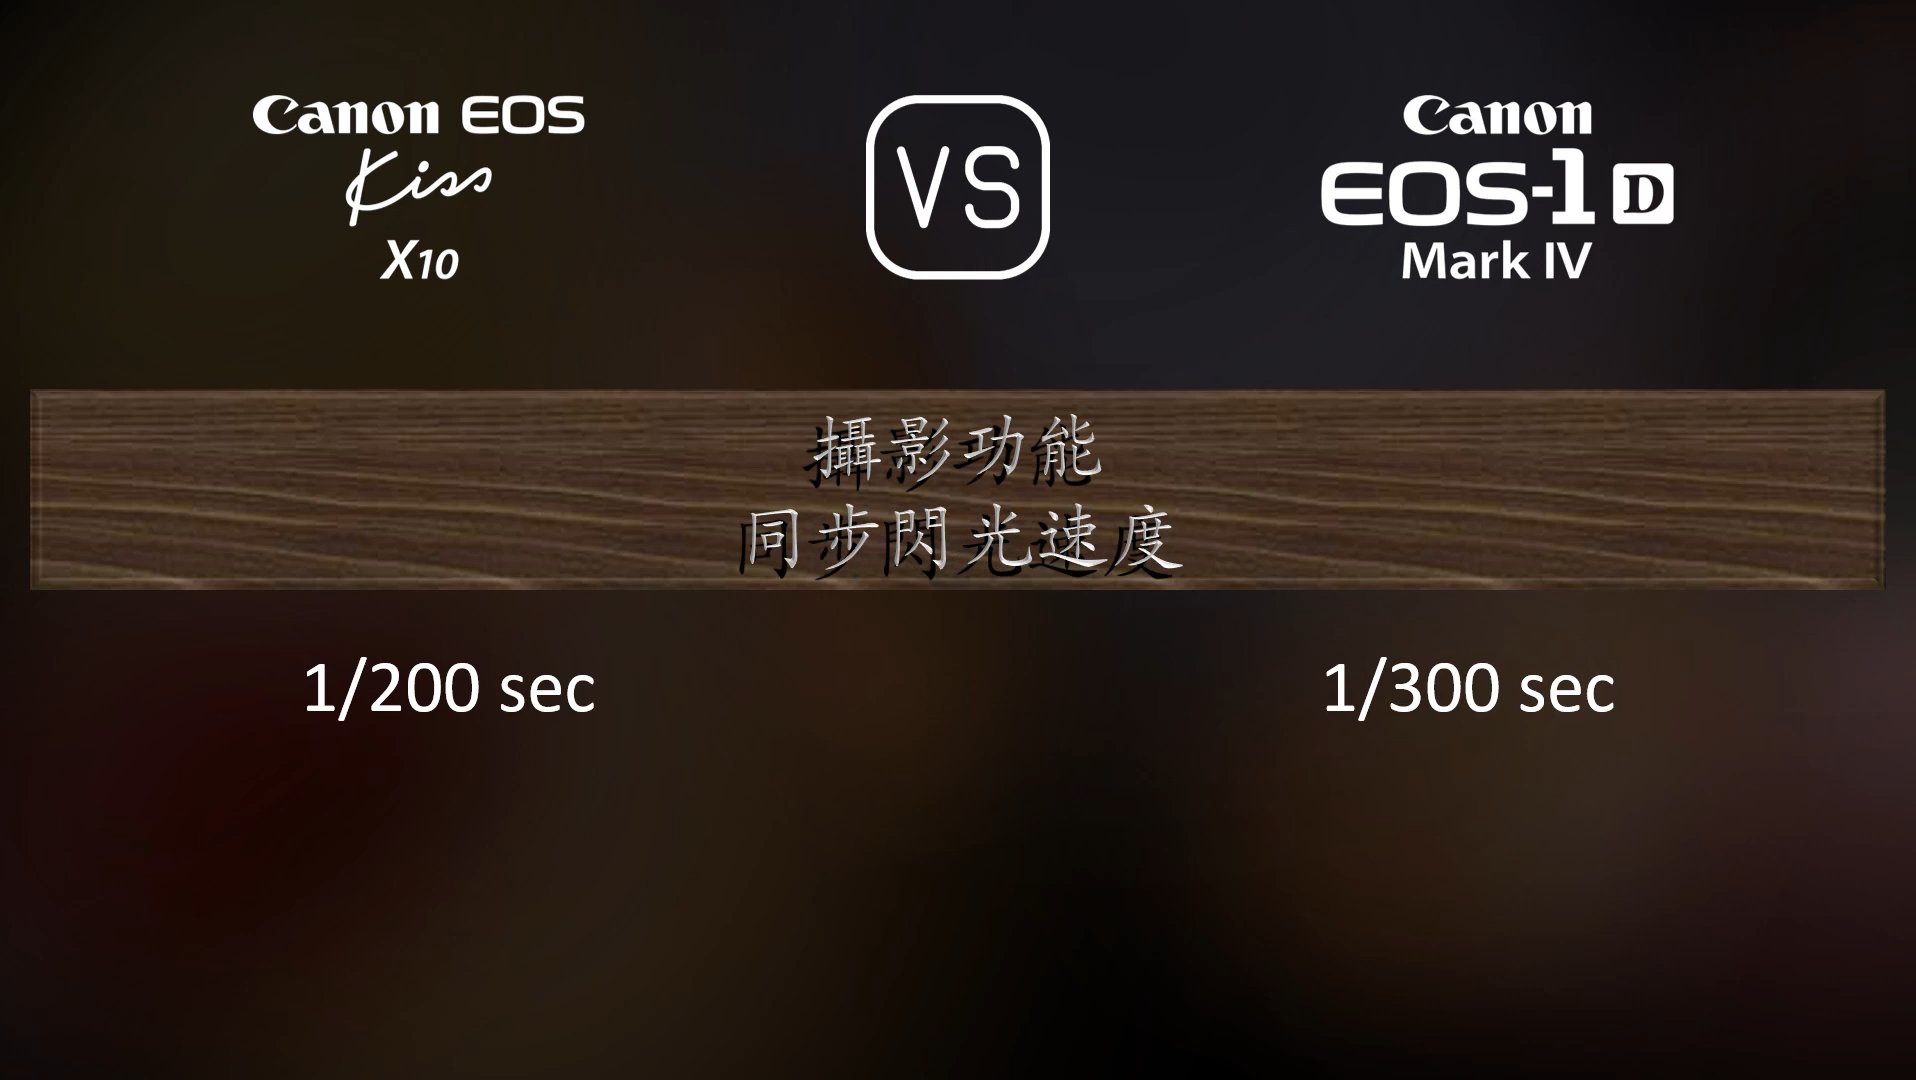 Canon EOS
Kiss
X10
VS
Canon
EOS-1D
Mark IV
攝影功能
同步閃光速度
1/200 sec
1/300 sec